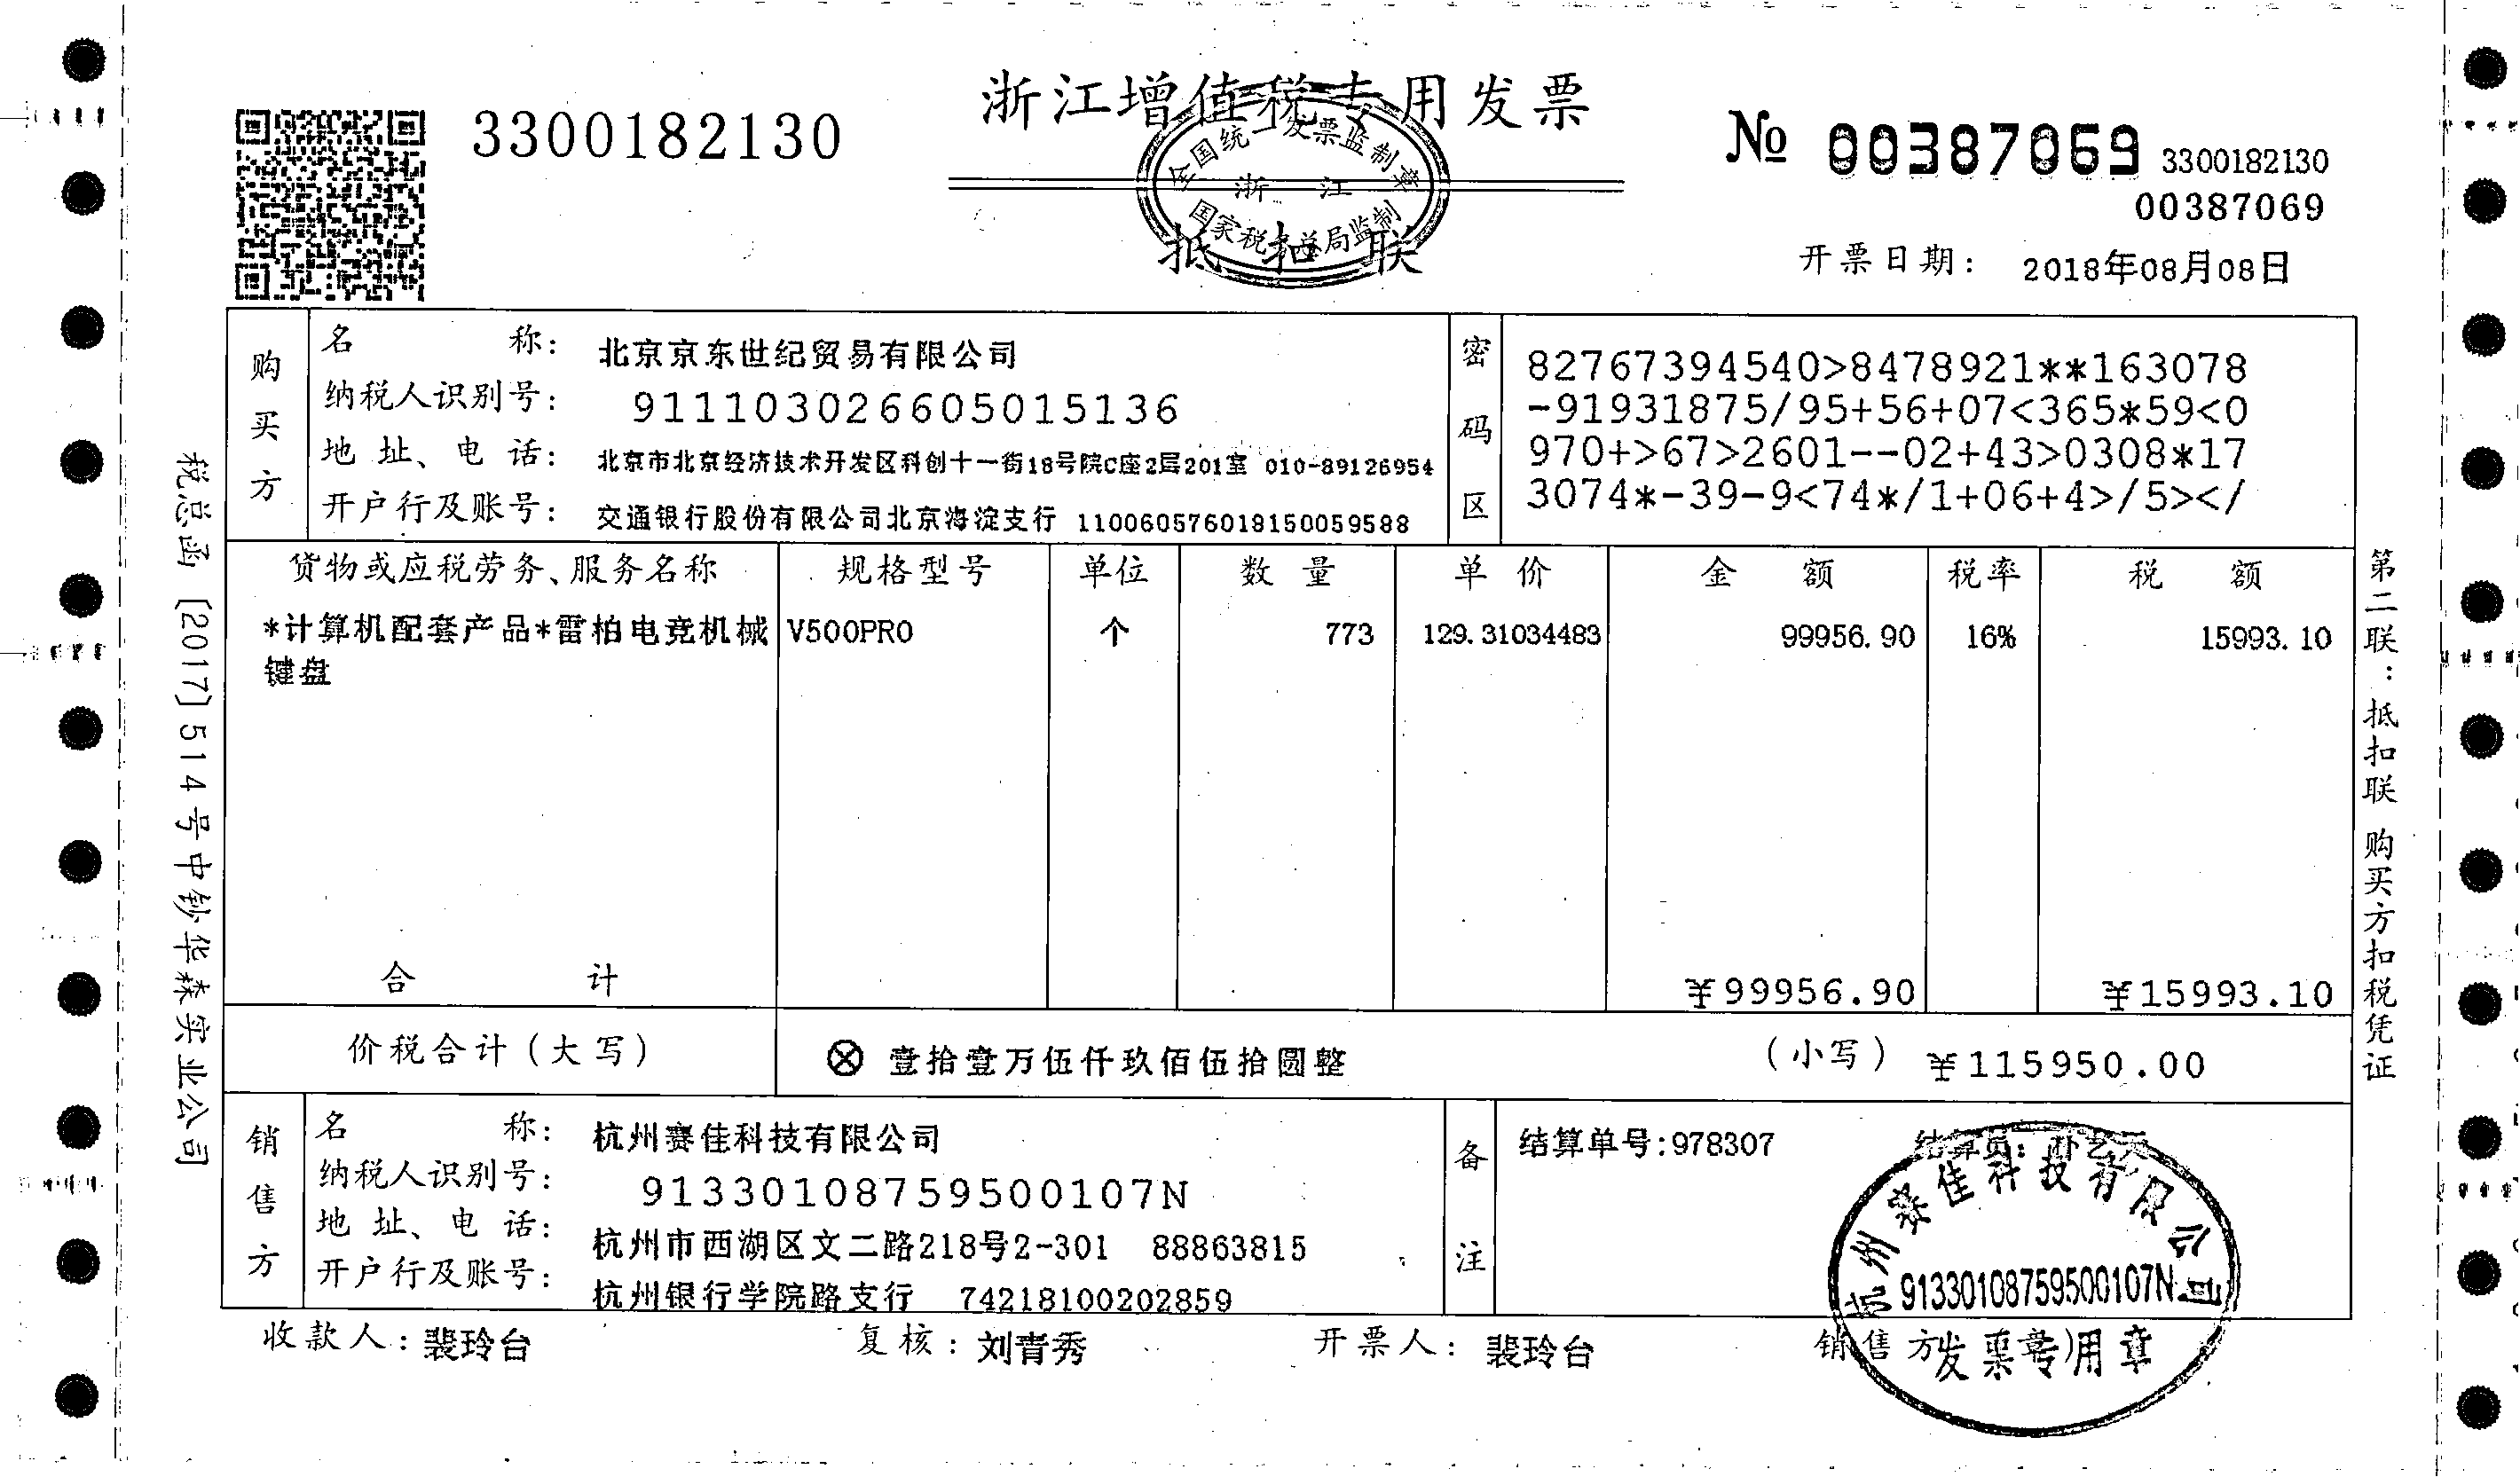 浙江增值税专用发票
3300182130
№ 00387069
3300182130
00387069
全国统一发票监制章
浙江
国家税务总局监制
抵扣联
开票日期： 2018年08月08日
购买方
名称： 北京京东世纪贸易有限公司
纳税人识别号： 911103026605015136
地址、电话： 北京市北京经济技术开发区科创十一街18号院C座2层201室 010-89126954
开户行及账号： 交通银行股份有限公司北京海淀支行 110060576018150059588
密码区
82767394540>8478921**163078
-91931875/95+56+07<365*59<0
970+>67>2601--02+43>0308*17
3074*-39-9<74*/1+06+4>/5></
货物或应税劳务、服务名称 规格型号 单位 数量 单价 金额 税率 税额
*计算机配套产品*雷柏电竞机械 V500PRO 个 773 129.31034483 99956.90 16% 15993.10
键盘
合计 ￥99956.90 ￥15993.10
价税合计（大写） ⊗ 壹拾壹万伍仟玖佰伍拾圆整 （小写） ￥115950.00
销售方
名称： 杭州赛佳科技有限公司
纳税人识别号： 91330108759500107N
地址、电话： 杭州市西湖区文二路218号2-301 88863815
开户行及账号： 杭州银行学院路支行 74218100202859
备注
结算单号:978307 结算员:
杭州赛佳科技有限公司
91330108759500107N
发票专用章
收款人：裴玲台 复核：刘青秀 开票人：裴玲台 销售方：（章）
税总函〔2017〕514号中钞华森实业公司
第二联：抵扣联 购买方扣税凭证